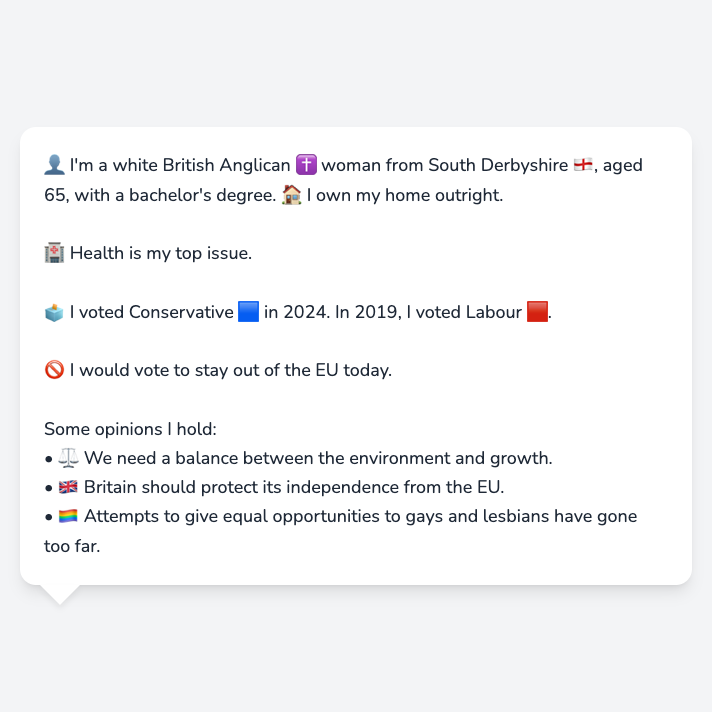 👤 I'm a white British Anglican ✝️ woman from South Derbyshire 🏴󠁧󠁢󠁥󠁮󠁧󠁿, aged
65, with a bachelor's degree. 🏠 I own my home outright.
🏥 Health is my top issue.
🗳️ I voted Conservative 🟦 in 2024. In 2019, I voted Labour 🟥.
🚫 I would vote to stay out of the EU today.
Some opinions I hold:
• ⚖️ We need a balance between the environment and growth.
• 🇬🇧 Britain should protect its independence from the EU.
• 🏳️‍🌈 Attempts to give equal opportunities to gays and lesbians have gone
too far.